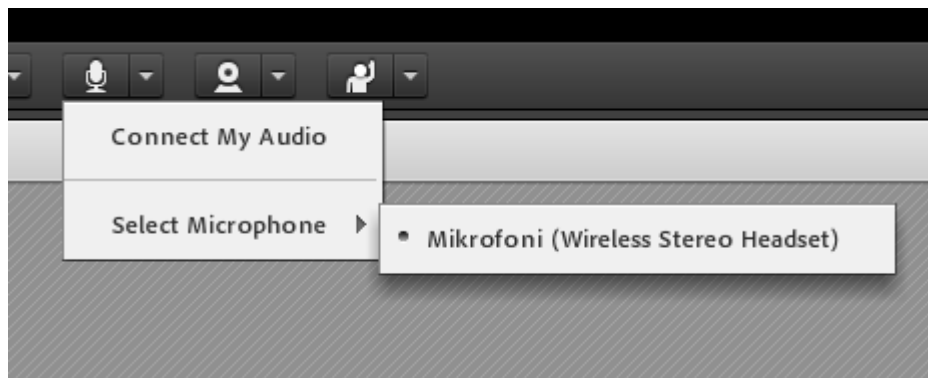 Connect My Audio
Select Microphone
Mikrofoni (Wireless Stereo Headset)